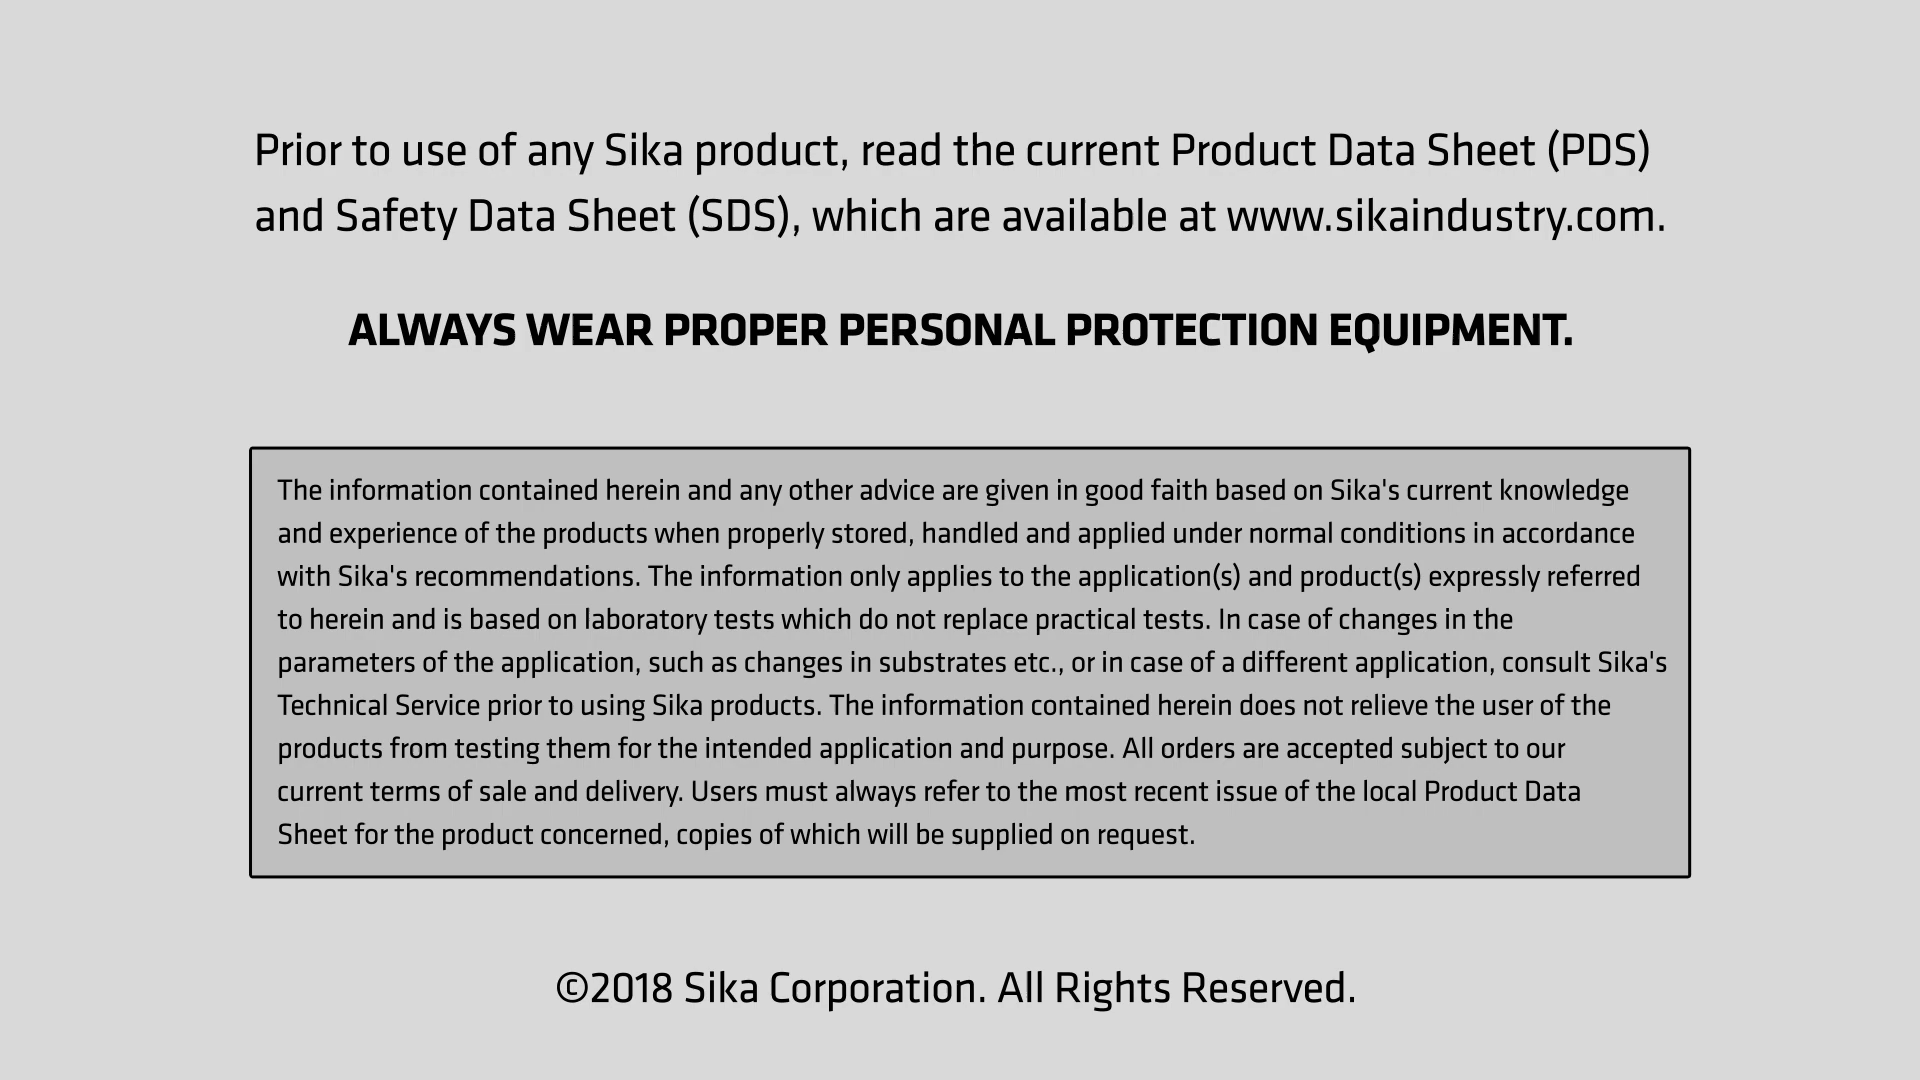 Prior to use of any Sika product, read the current Product Data Sheet (PDS)
and Safety Data Sheet (SDS), which are available at www.sikaindustry.com.
ALWAYS WEAR PROPER PERSONAL PROTECTION EQUIPMENT.
The information contained herein and any other advice are given in good faith based on Sika's current knowledge
and experience of the products when properly stored, handled and applied under normal conditions in accordance
with Sika's recommendations. The information only applies to the application(s) and product(s) expressly referred
to herein and is based on laboratory tests which do not replace practical tests. In case of changes in the
parameters of the application, such as changes in substrates etc., or in case of a different application, consult Sika's
Technical Service prior to using Sika products. The information contained herein does not relieve the user of the
products from testing them for the intended application and purpose. All orders are accepted subject to our
current terms of sale and delivery. Users must always refer to the most recent issue of the local Product Data
Sheet for the product concerned, copies of which will be supplied on request.
©2018 Sika Corporation. All Rights Reserved.